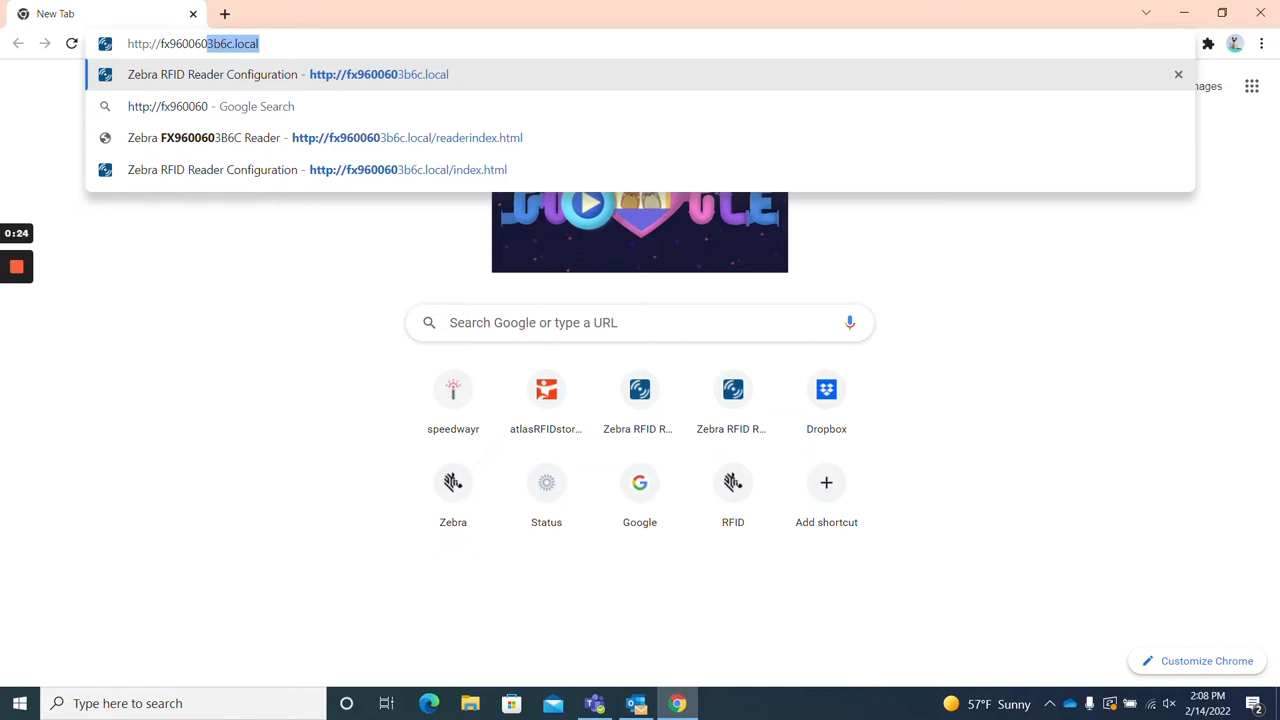 New Tab
http://fx9600603b6c.local
Zebra RFID Reader Configuration - http://fx9600603b6c.local
http://fx960060 - Google Search
Zebra FX9600603B6C Reader - http://fx9600603b6c.local/readerindex.html
Zebra RFID Reader Configuration - http://fx9600603b6c.local/index.html
0:24
Search Google or type a URL
speedwayr
atlasRFIDstor...
Zebra RFID R...
Zebra RFID R...
Dropbox
Zebra
Status
Google
RFID
Add shortcut
Customize Chrome
Type here to search
57°F Sunny
2:08 PM
2/14/2022
2